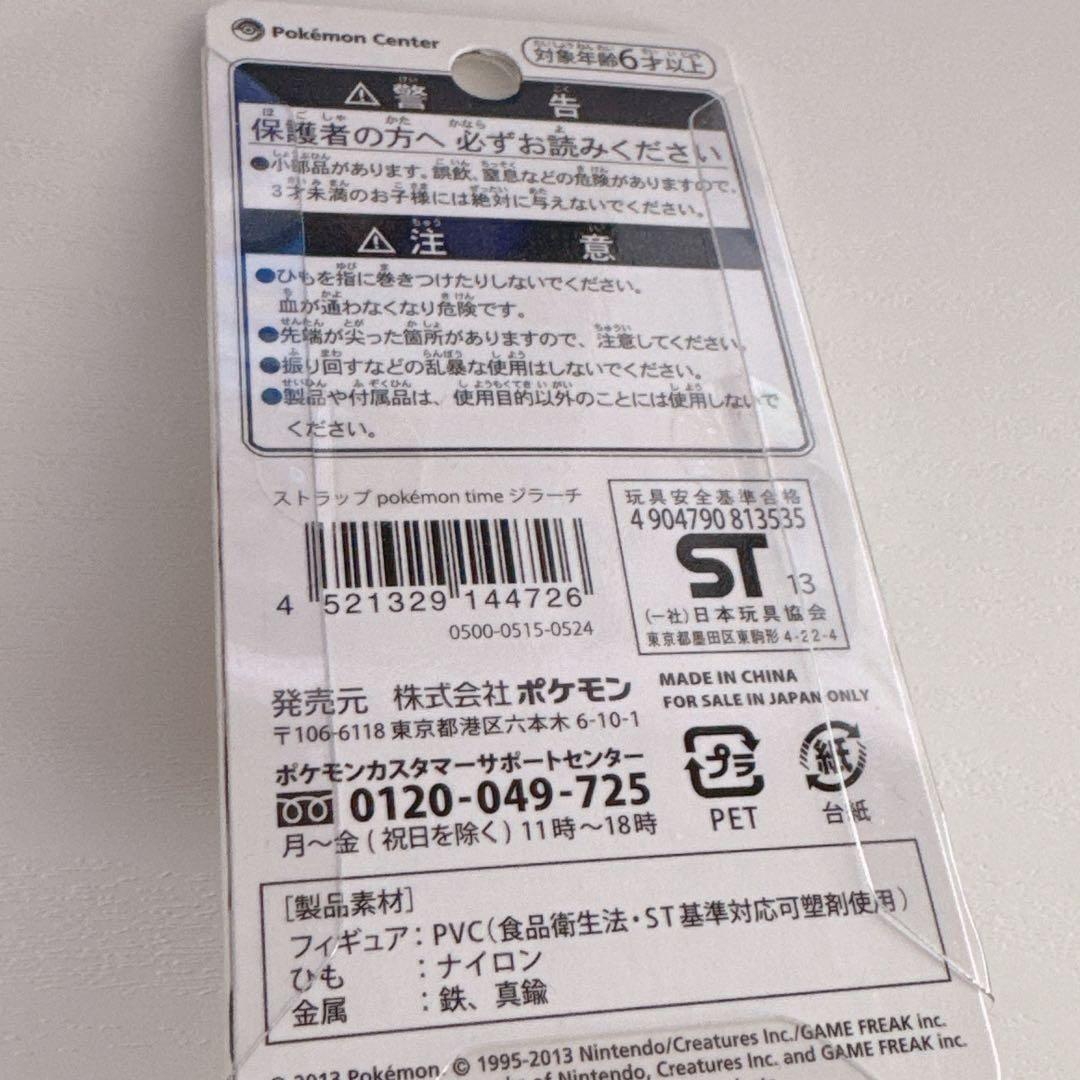 Pokémon Center
対象年齢6才以上
警告
保護者の方へ 必ずお読みください
●小部品があります。誤飲、窒息などの危険がありますので、
3才未満のお子様には絶対に与えないでください。
注意
●ひもを指に巻きつけたりしないでください。
血が通わなくなり危険です。
●先端が尖った箇所がありますので、注意してください。
●振り回すなどの乱暴な使用はしないでください。
●製品や付属品は、使用目的以外のことには使用しないで
ください。
ストラップ pokémon time ジラーチ
4 521329 144726
0500-0515-0524
玩具安全基準合格
4 904790 813535
ST 13
(一社)日本玩具協会
東京都墨田区東駒形 4-22-4
発売元 株式会社ポケモン
〒106-6118 東京都港区六本木 6-10-1
ポケモンカスタマーサポートセンター
0120-049-725
月〜金 (祝日を除く) 11時〜18時
MADE IN CHINA
FOR SALE IN JAPAN ONLY
プラ
PET
紙
台紙
[製品素材]
フィギュア:PVC(食品衛生法・ST基準対応可塑剤使用)
ひも :ナイロン
金属 :鉄、真鍮
2013 Pokémon © 1995-2013 Nintendo/Creatures Inc./GAME FREAK inc.
of Nintendo, Creatures Inc. and GAME FREAK inc.